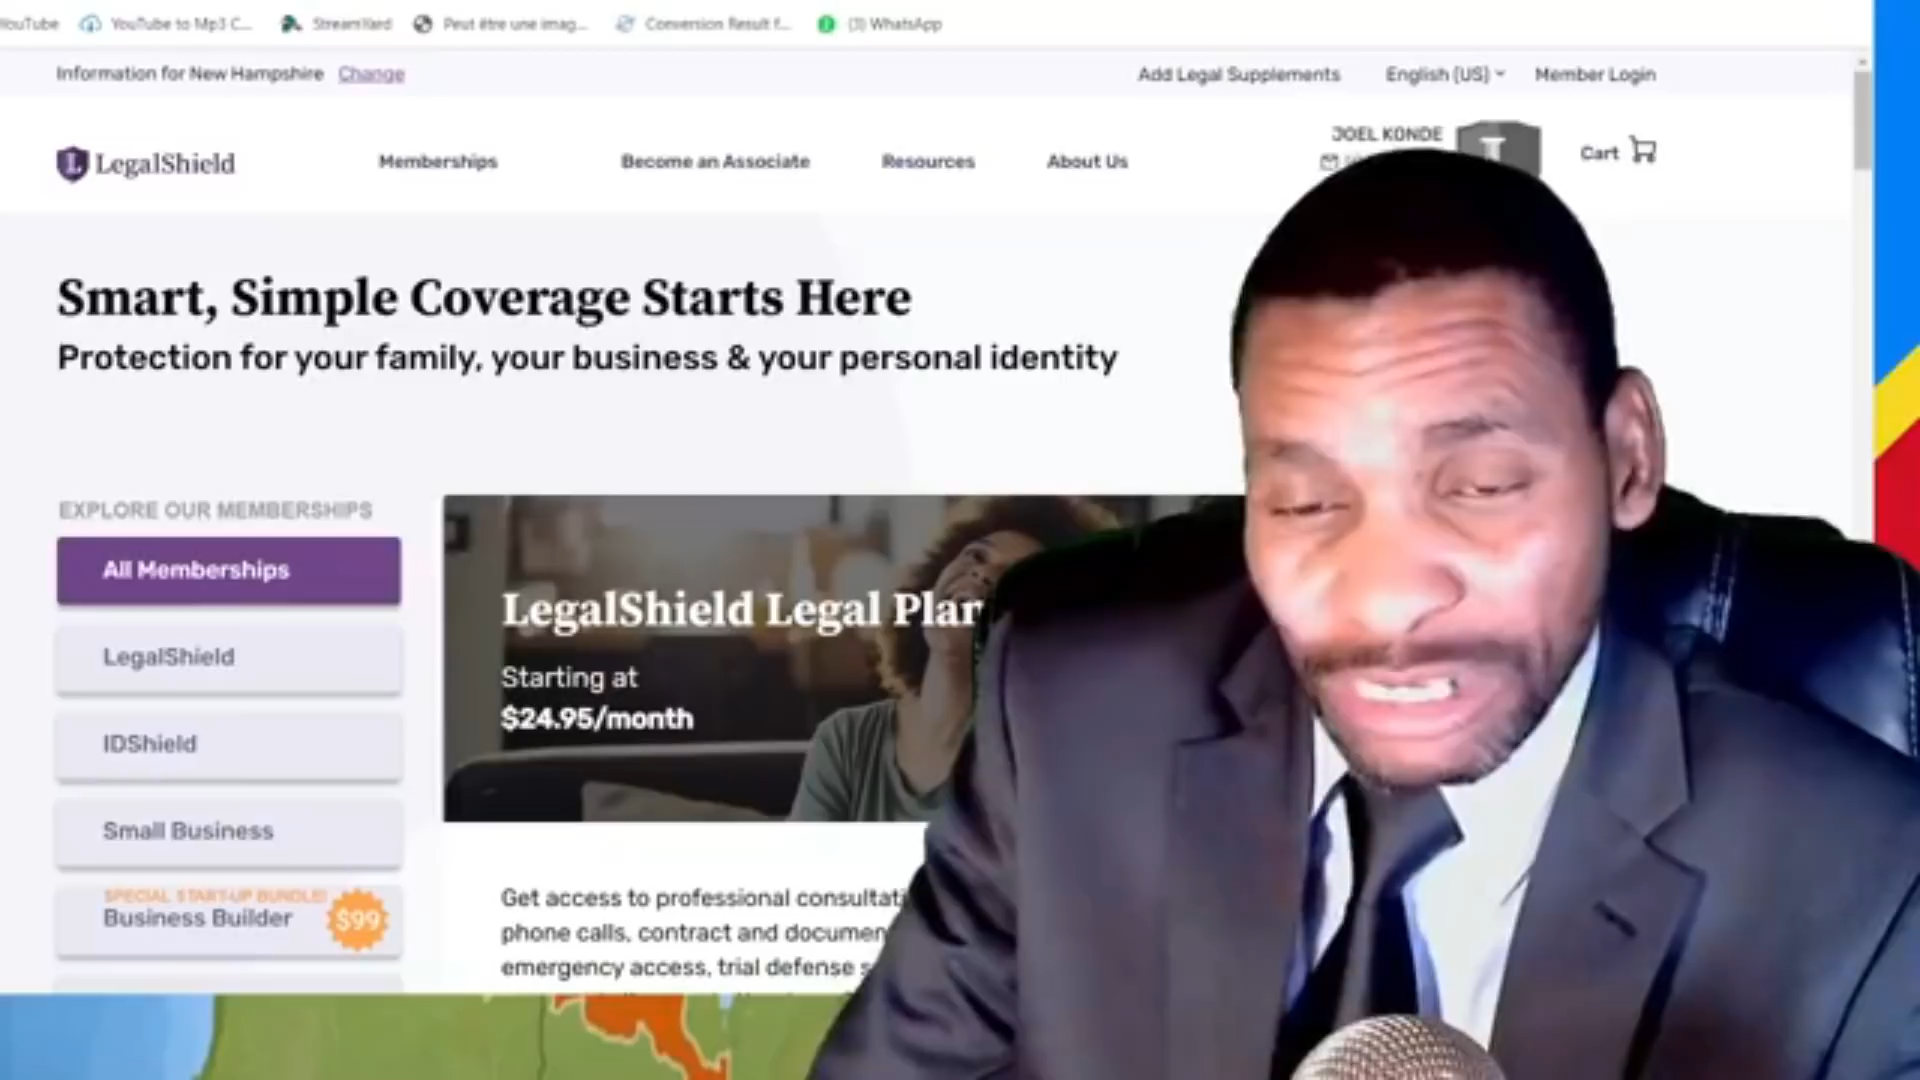 YouTube
YouTube to Mp3 C...
StreamYard
Peut être une imag...
Conversion Result f...
(3) WhatsApp
Information for New Hampshire Change
Add Legal Supplements
English (US)
Member Login
LegalShield
Memberships
Become an Associate
Resources
About Us
JOEL KONDE
Cart
Smart, Simple Coverage Starts Here
Protection for your family, your business & your personal identity
EXPLORE OUR MEMBERSHIPS
All Memberships
LegalShield
IDShield
Small Business
SPECIAL START-UP BUNDLE!
Business Builder
$99
LegalShield Legal Plan
Starting at
$24.95/month
Get access to professional consultati
phone calls, contract and documen
emergency access, trial defense s